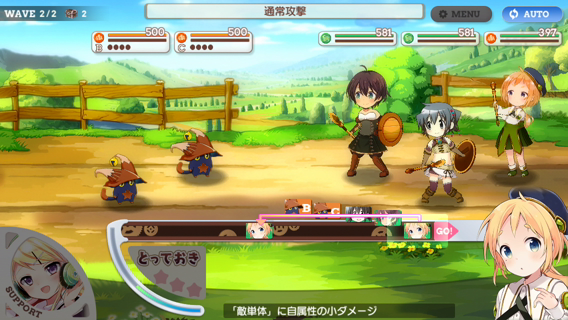 WAVE 2/2 2
通常攻撃
MENU
AUTO
500
B
500
C
581
581
397
B
C
GO!
とっておき
SUPPORT
「敵単体」に自属性の小ダメージ